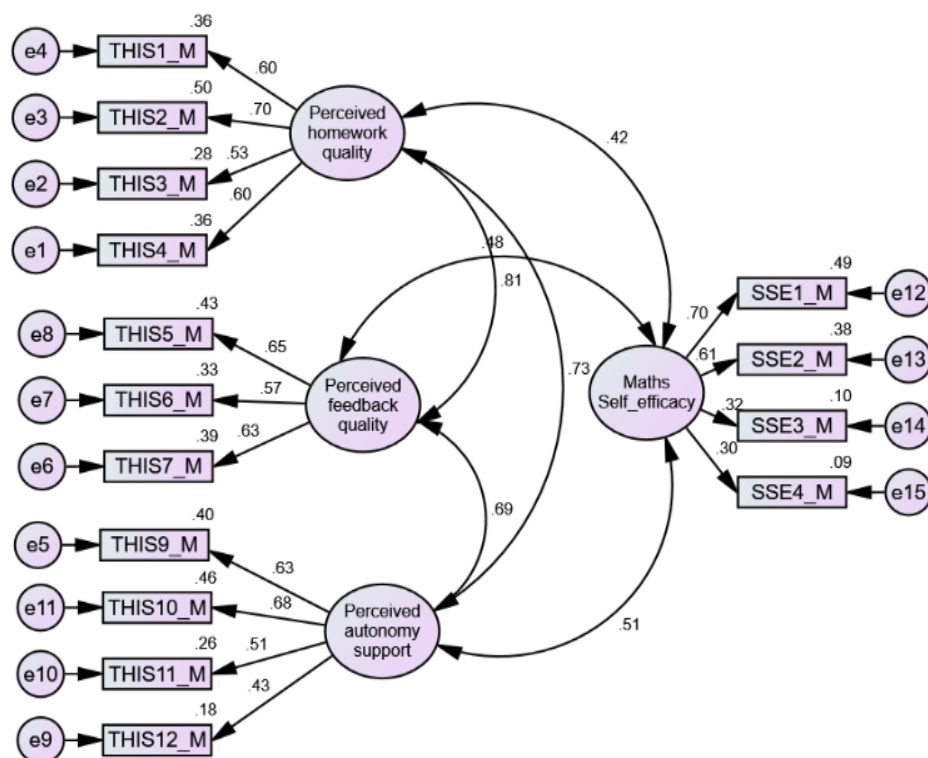 .36
e4 THIS1_M
.60
.50
e3 THIS2_M
.70
.28
e2 THIS3_M
.53
.36
e1 THIS4_M
.60
Perceived
homework
quality
.42
.48
.81
.43
e8 THIS5_M
.65
.33
e7 THIS6_M
.57
.39
e6 THIS7_M
.63
Perceived
feedback
quality
.73
.69
.40
e5 THIS9_M
.63
.46
e11 THIS10_M
.68
.26
e10 THIS11_M
.51
.18
e9 THIS12_M
.43
Perceived
autonomy
support
.51
Maths
Self_efficacy
.49
.70
SSE1_M e12
.38
.61
SSE2_M e13
.10
.32
SSE3_M e14
.09
.30
SSE4_M e15